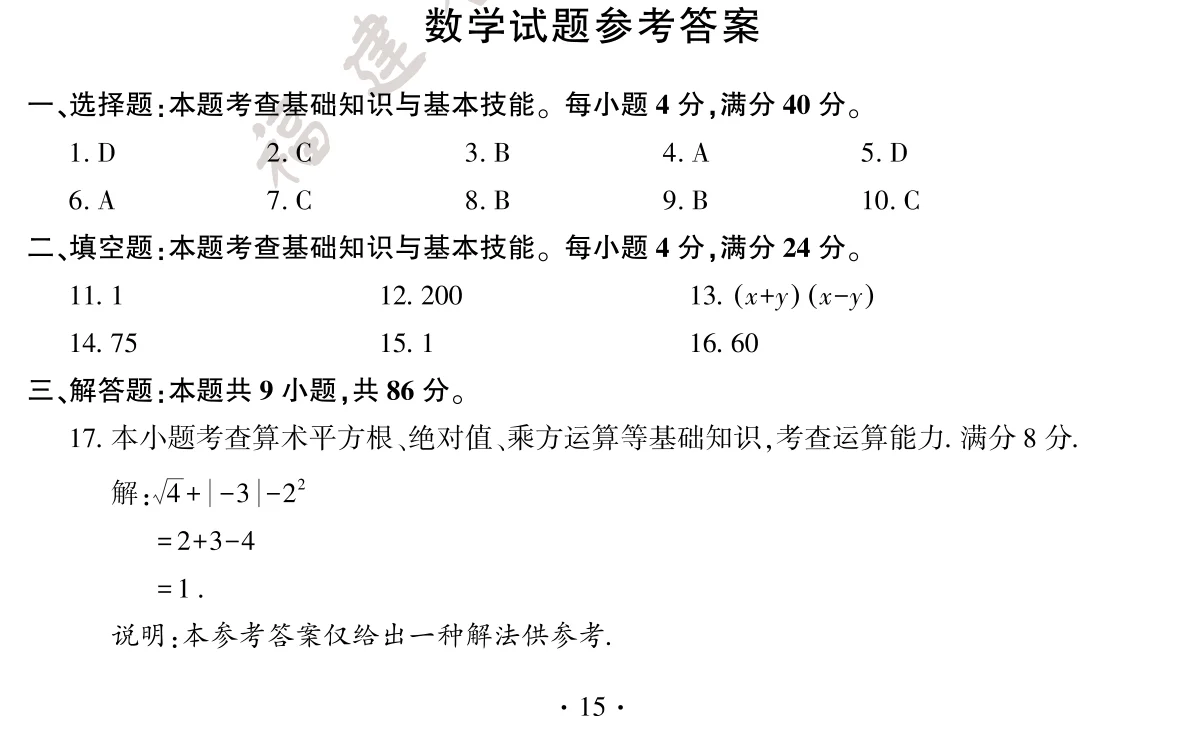 数学试题参考答案
福建
一、选择题:本题考查基础知识与基本技能。每小题 4 分,满分 40 分。
1. D 2. C 3. B 4. A 5. D
6. A 7. C 8. B 9. B 10. C
二、填空题:本题考查基础知识与基本技能。每小题 4 分,满分 24 分。
11. 1 12. 200 13. (x+y)(x-y)
14. 75 15. 1 16. 60
三、解答题:本题共 9 小题,共 86 分。
17. 本小题考查算术平方根、绝对值、乘方运算等基础知识,考查运算能力. 满分 8 分.
解:√4+|-3|-2²
=2+3-4
=1 .
说明:本参考答案仅给出一种解法供参考.
· 15 ·